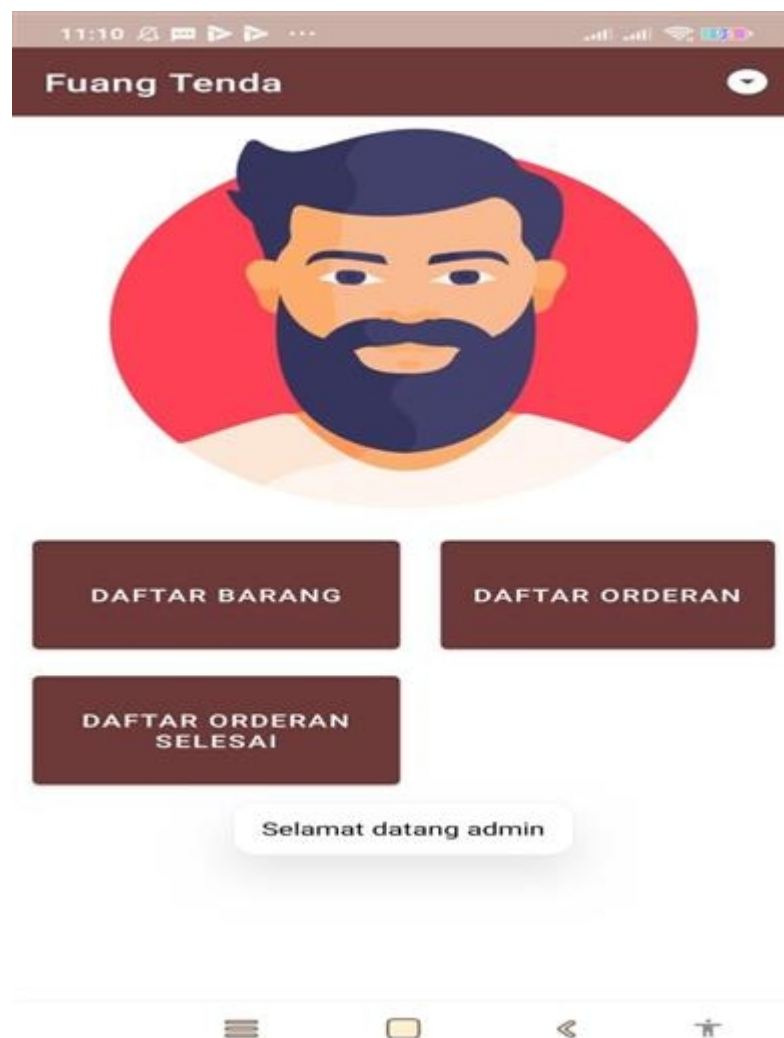 11:10
Fuang Tenda
DAFTAR BARANG
DAFTAR ORDERAN
DAFTAR ORDERAN
SELESAI
Selamat datang admin